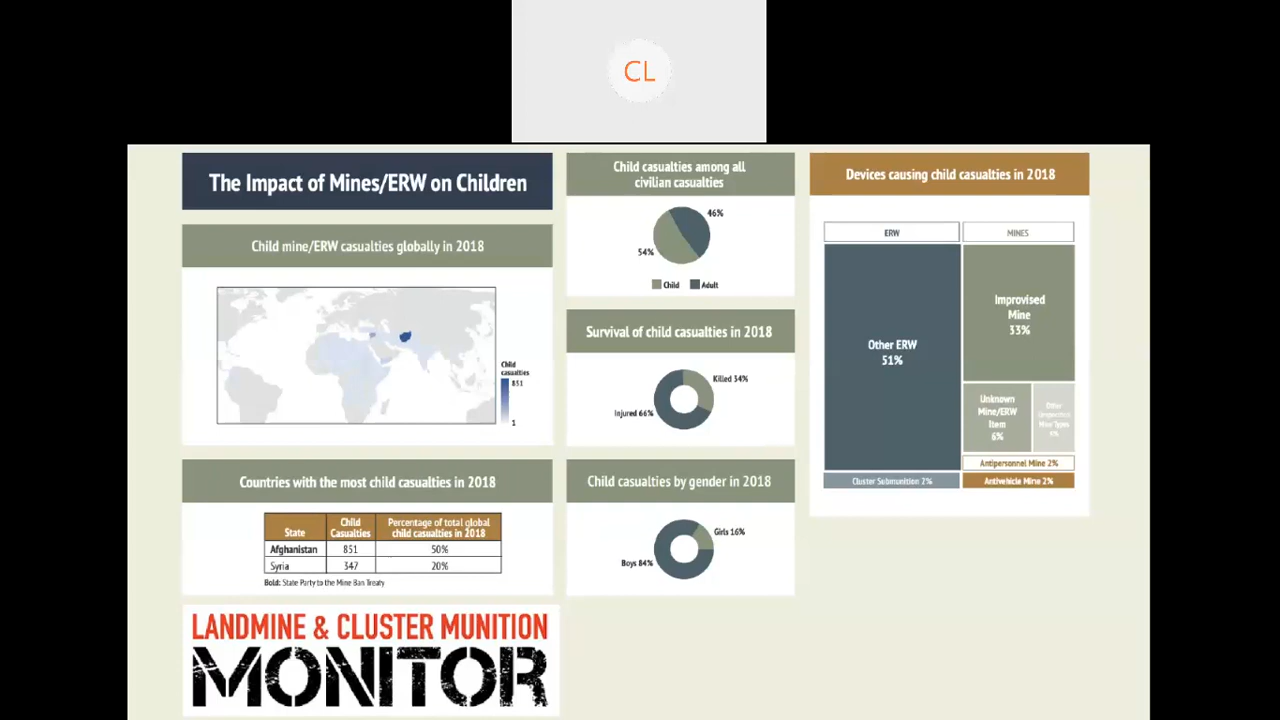 CL
The Impact of Mines/ERW on Children
Child mine/ERW casualties globally in 2018
Child
casualties
851
1
Countries with the most child casualties in 2018
State
Child
Casualties
Percentage of total global
child casualties in 2018
Afghanistan 851 50%
Syria 347 20%
Bold: State Party to the Mine Ban Treaty
LANDMINE & CLUSTER MUNITION
MONITOR
Child casualties among all
civilian casualties
46%
54%
Child Adult
Survival of child casualties in 2018
Killed 34%
Injured 66%
Child casualties by gender in 2018
Girls 16%
Boys 84%
Devices causing child casualties in 2018
ERW MINES
Other ERW
51%
Improvised
Mine
33%
Unknown
Mine/ERW
Item
6%
Other
Mine Types
Antipersonnel Mine 2%
Cluster Submunition 2%
Antivehicle Mine 2%